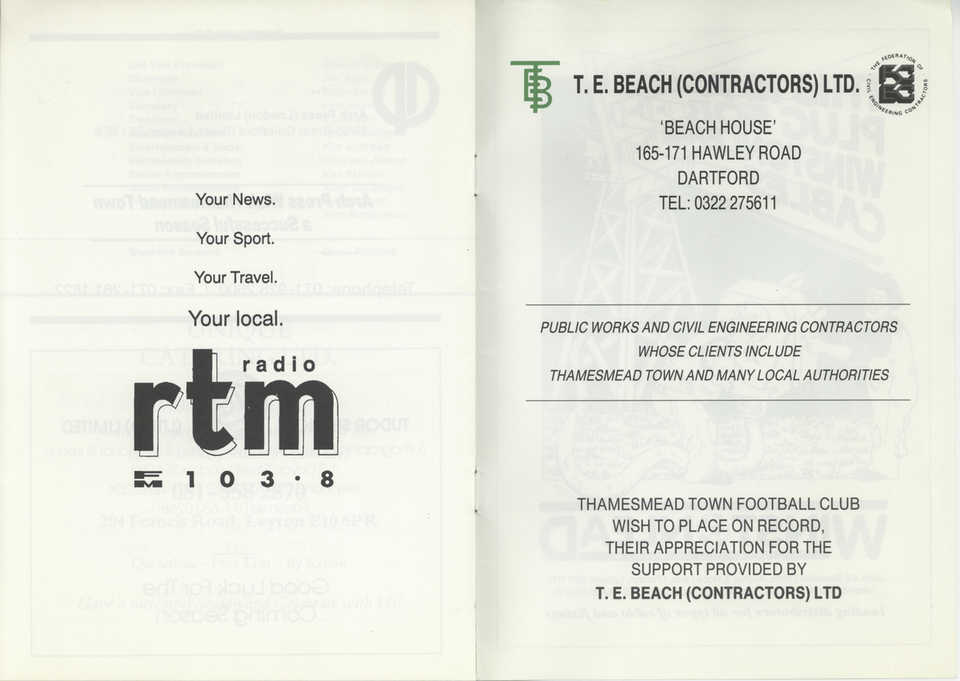 Your News.
Your Sport.
Your Travel.
Your local.
radio
rtm
FM 103·8
TEB
T. E. BEACH (CONTRACTORS) LTD.
THE FEDERATION OF
CIVIL ENGINEERING CONTRACTORS
'BEACH HOUSE'
165-171 HAWLEY ROAD
DARTFORD
TEL: 0322 275611
PUBLIC WORKS AND CIVIL ENGINEERING CONTRACTORS
WHOSE CLIENTS INCLUDE
THAMESMEAD TOWN AND MANY LOCAL AUTHORITIES
THAMESMEAD TOWN FOOTBALL CLUB
WISH TO PLACE ON RECORD,
THEIR APPRECIATION FOR THE
SUPPORT PROVIDED BY
T. E. BEACH (CONTRACTORS) LTD